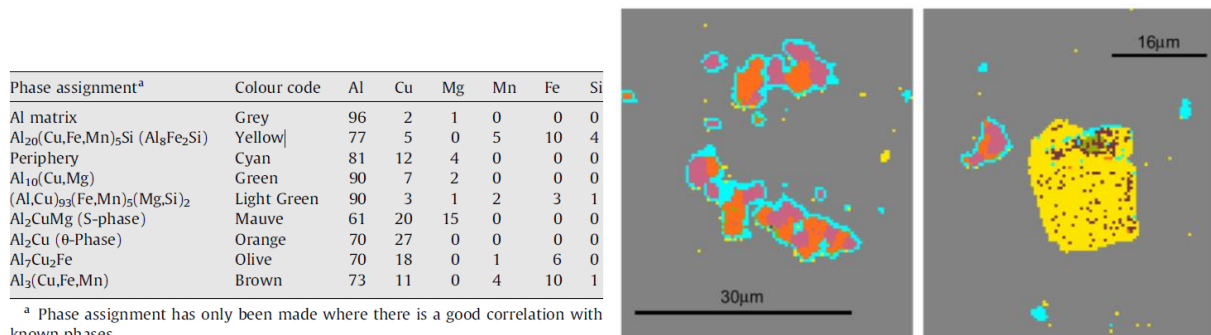 Phase assignmentᵃ Colour code Al Cu Mg Mn Fe Si
Al matrix Grey 96 2 1 0 0 0
Al₂₀(Cu,Fe,Mn)₅Si (Al₈Fe₂Si) Yellow 77 5 0 5 10 4
Periphery Cyan 81 12 4 0 0 0
Al₁₀(Cu,Mg) Green 90 7 2 0 0 0
(Al,Cu)₉₃(Fe,Mn)₅(Mg,Si)₂ Light Green 90 3 1 2 3 1
Al₂CuMg (S-phase) Mauve 61 20 15 0 0 0
Al₂Cu (θ-Phase) Orange 70 27 0 0 0 0
Al₇Cu₂Fe Olive 70 18 0 1 6 0
Al₃(Cu,Fe,Mn) Brown 73 11 0 4 10 1
ᵃ Phase assignment has only been made where there is a good correlation with
known phases
30μm
16μm